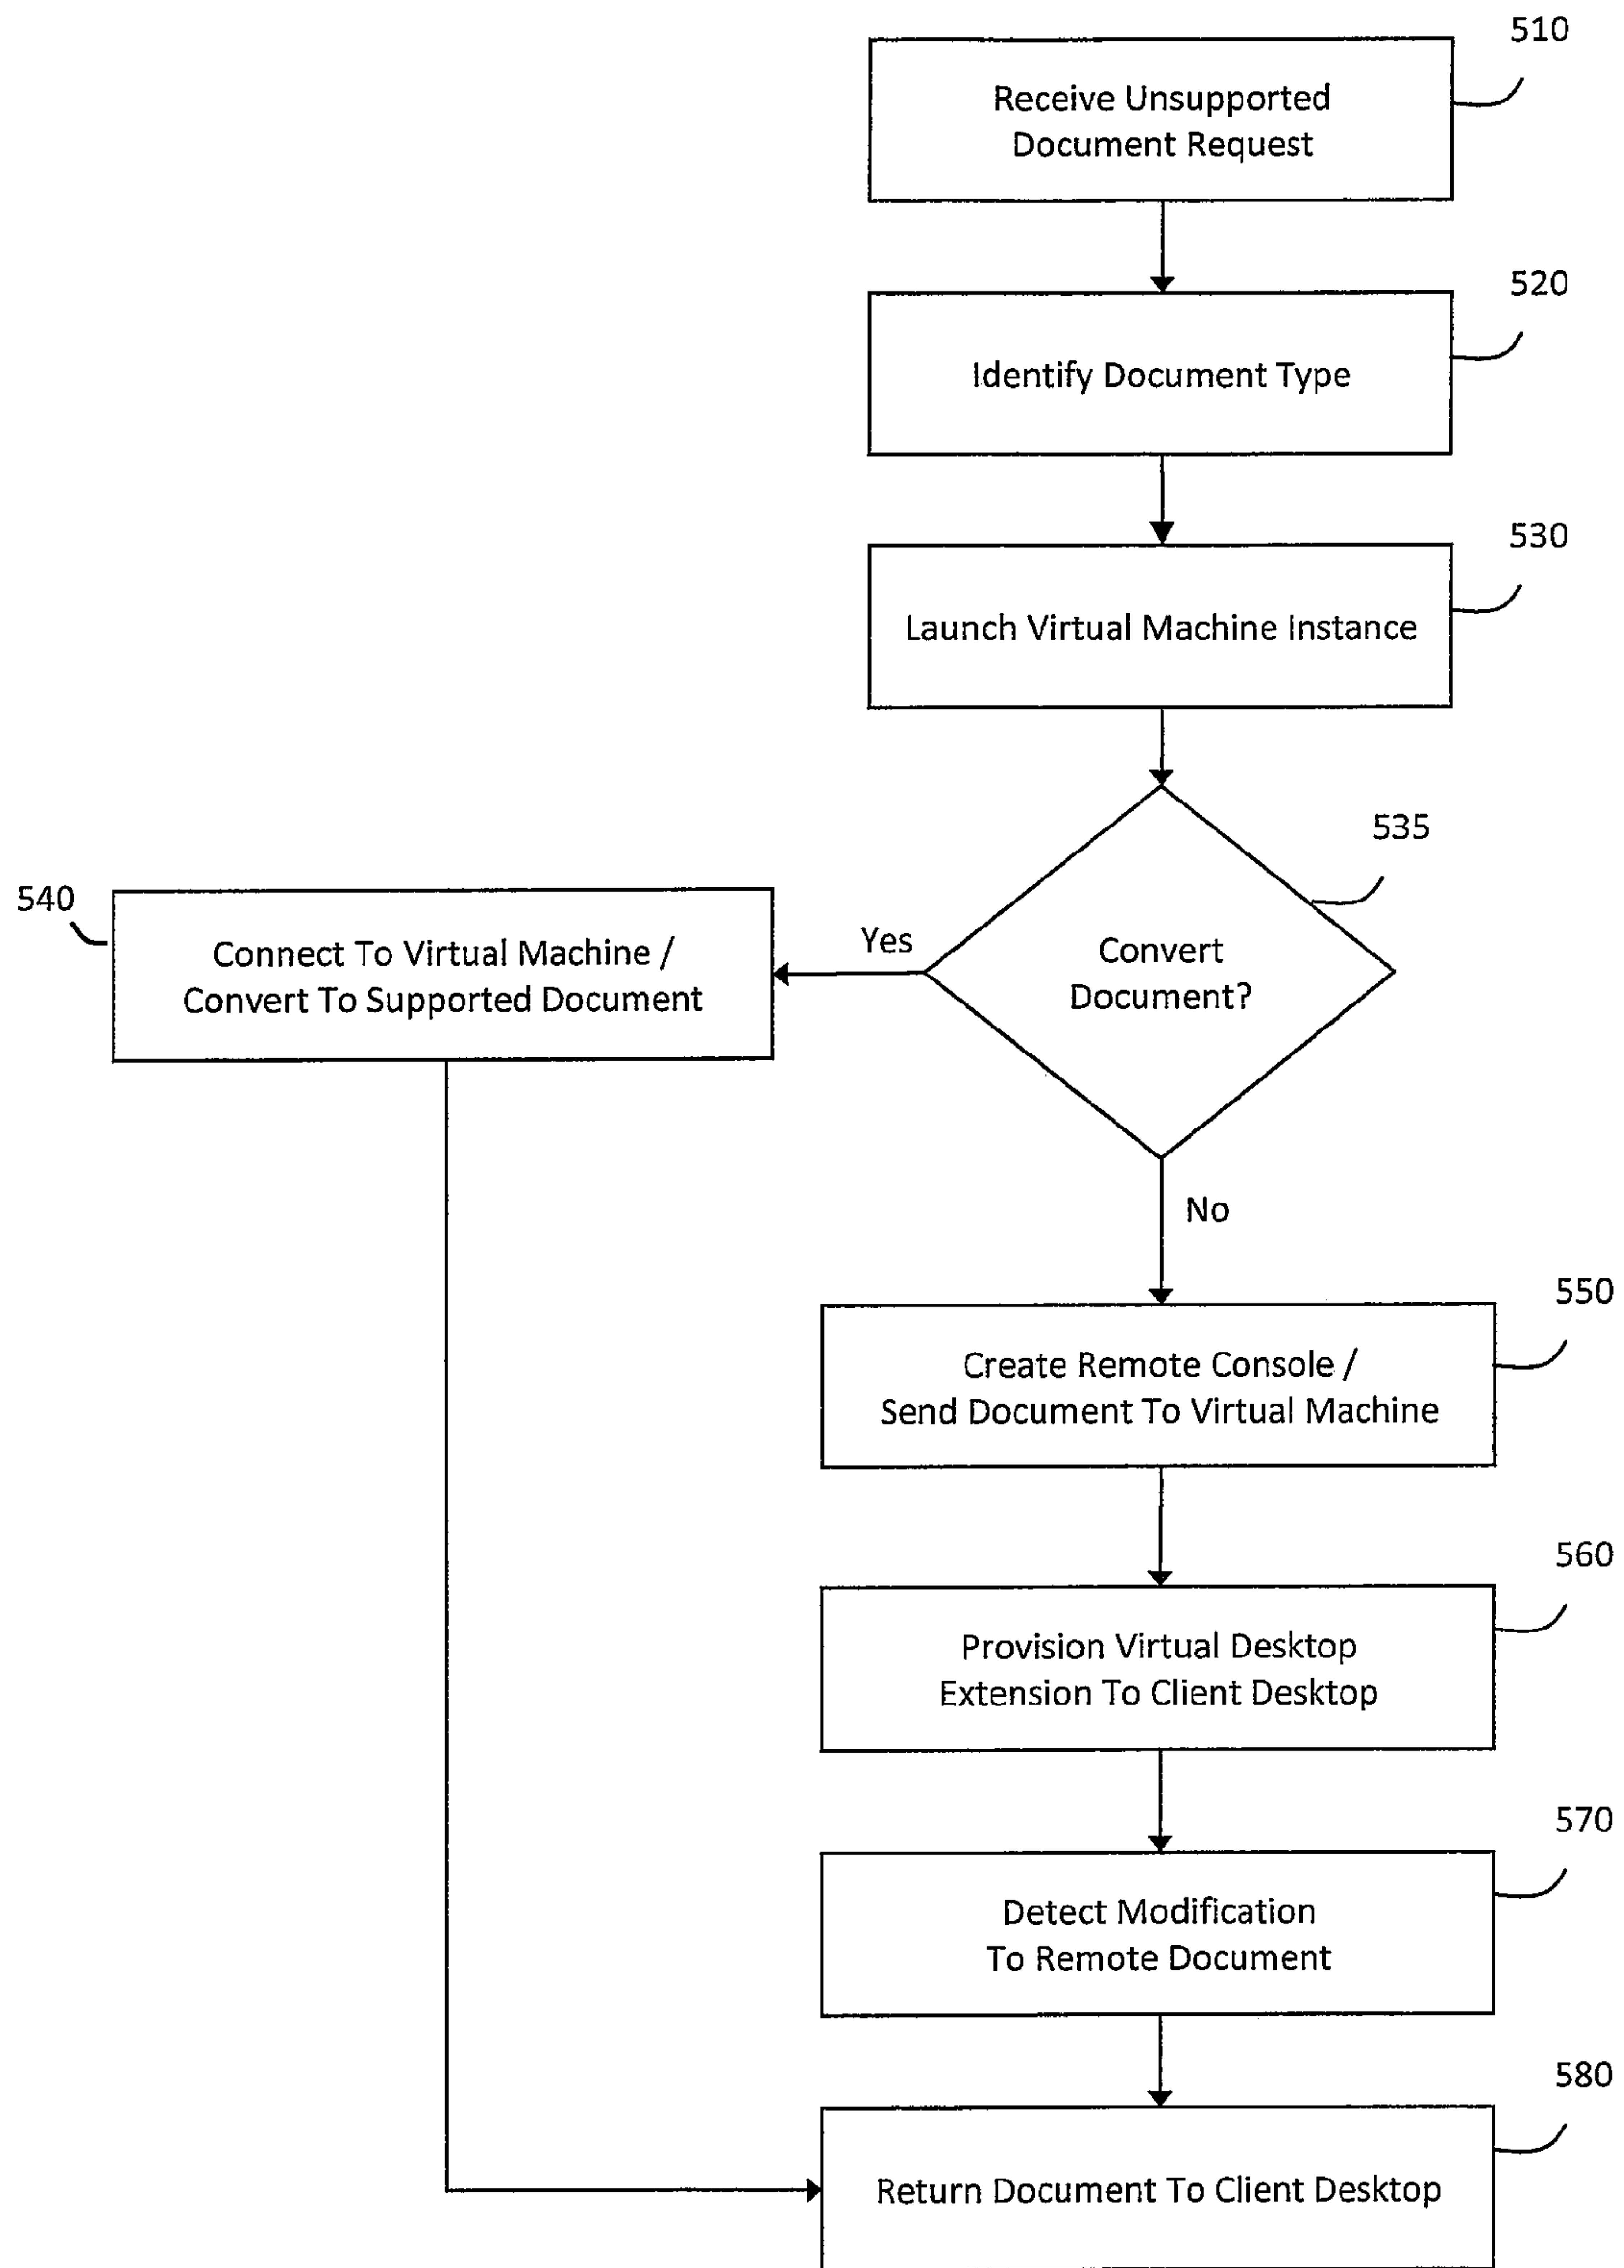 510
Receive Unsupported
Document Request
520
Identify Document Type
530
Launch Virtual Machine Instance
535
Convert
Document?
Yes
540
Connect To Virtual Machine /
Convert To Supported Document
No
550
Create Remote Console /
Send Document To Virtual Machine
560
Provision Virtual Desktop
Extension To Client Desktop
570
Detect Modification
To Remote Document
580
Return Document To Client Desktop